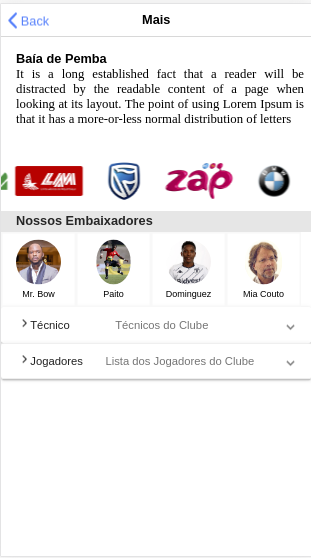 Back
Mais
Baía de Pemba
It is a long established fact that a reader will be
distracted by the readable content of a page when
looking at its layout. The point of using Lorem Ipsum is
that it has a more-or-less normal distribution of letters
LAM
zap
BMW
Nossos Embaixadores
Mr. Bow
Paito
Dominguez
Mia Couto
Técnico
Técnicos do Clube
Jogadores
Lista dos Jogadores do Clube